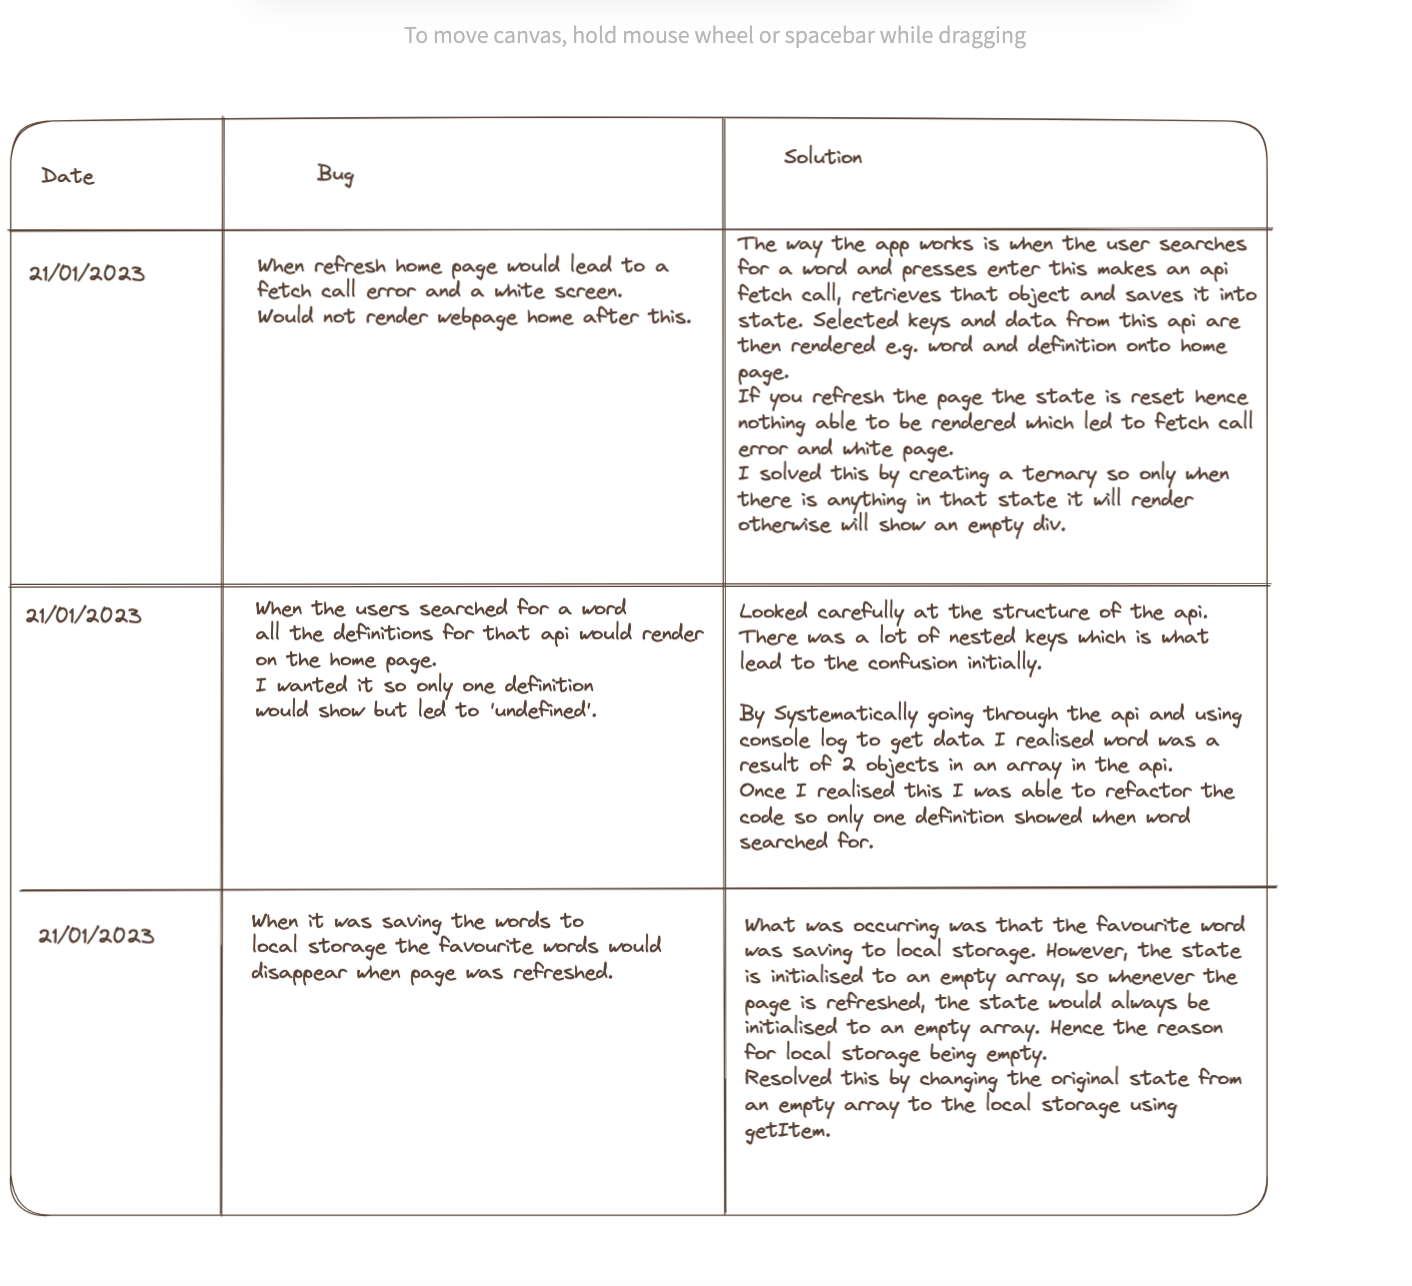 To move canvas, hold mouse wheel or spacebar while dragging
Date
Bug
Solution
21/01/2023
When refresh home page would lead to a
fetch call error and a white screen.
Would not render webpage home after this.
The way the app works is when the user searches
for a word and presses enter this makes an api
fetch call, retrieves that object and saves it into
state. Selected keys and data from this api are
then rendered e.g. word and definition onto home
page.
If you refresh the page the state is reset hence
nothing able to be rendered which led to fetch call
error and white page.
I solved this by creating a ternary so only when
there is anything in that state it will render
otherwise will show an empty div.
21/01/2023
When the users searched for a word
all the definitions for that api would render
on the home page.
I wanted it so only one definition
would show but led to 'undefined'.
Looked carefully at the structure of the api.
There was a lot of nested keys which is what
lead to the confusion initially.
By Systematically going through the api and using
console log to get data I realised word was a
result of 2 objects in an array in the api.
Once I realised this I was able to refactor the
code so only one definition showed when word
searched for.
21/01/2023
When it was saving the words to
local storage the favourite words would
disappear when page was refreshed.
What was occurring was that the favourite word
was saving to local storage. However, the state
is initialised to an empty array, so whenever the
page is refreshed, the state would always be
initialised to an empty array. Hence the reason
for local storage being empty.
Resolved this by changing the original state from
an empty array to the local storage using
getItem.